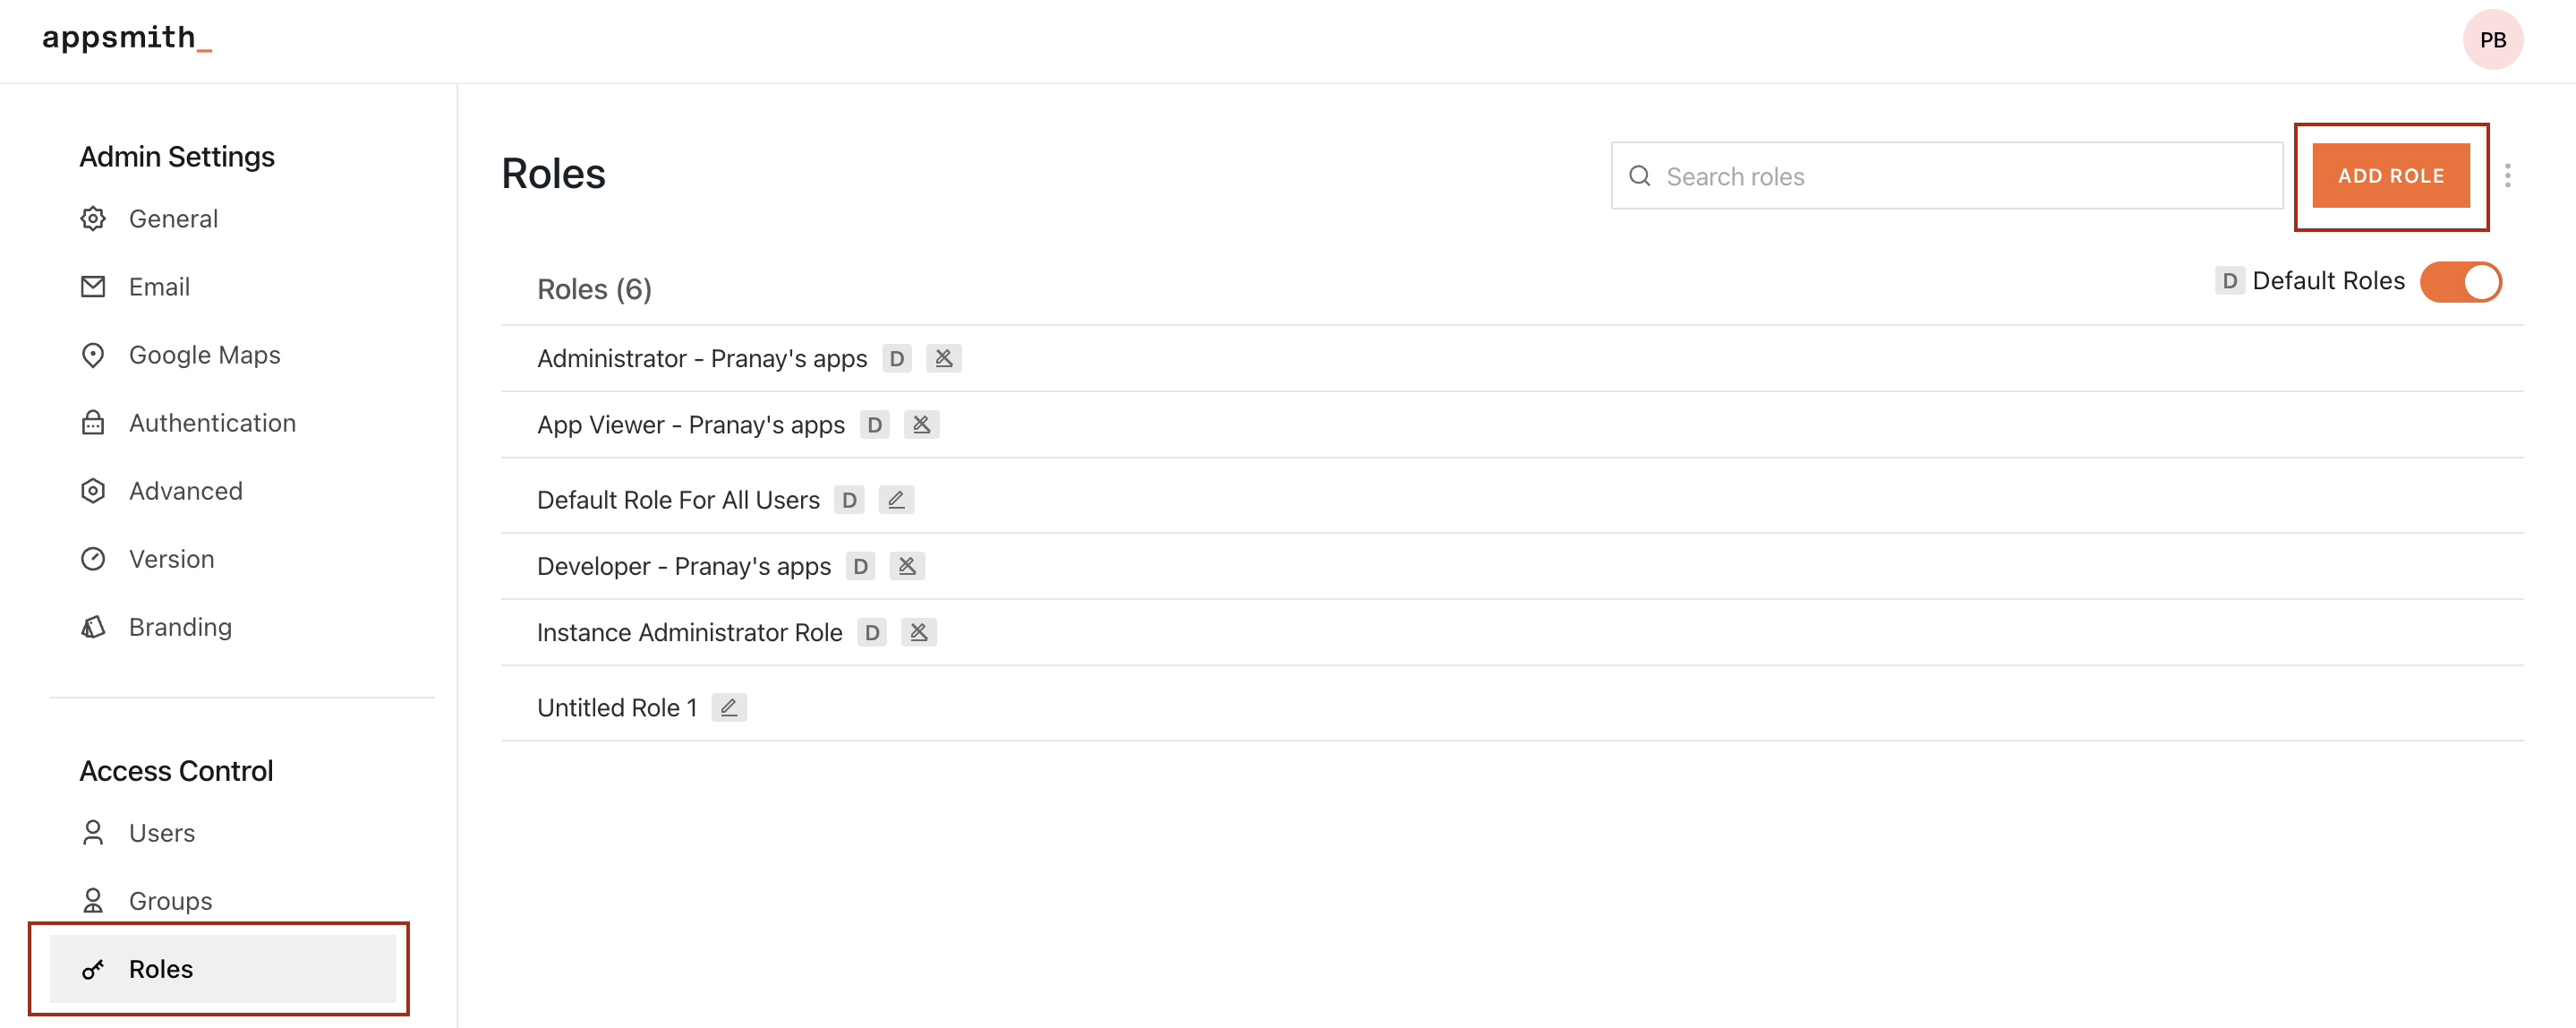 appsmith_
PB
Admin Settings
General
Email
Google Maps
Authentication
Advanced
Version
Branding
Access Control
Users
Groups
Roles
Roles
Search roles
ADD ROLE
Roles (6)
D Default Roles
Administrator - Pranay's apps D
App Viewer - Pranay's apps D
Default Role For All Users D
Developer - Pranay's apps D
Instance Administrator Role D
Untitled Role 1